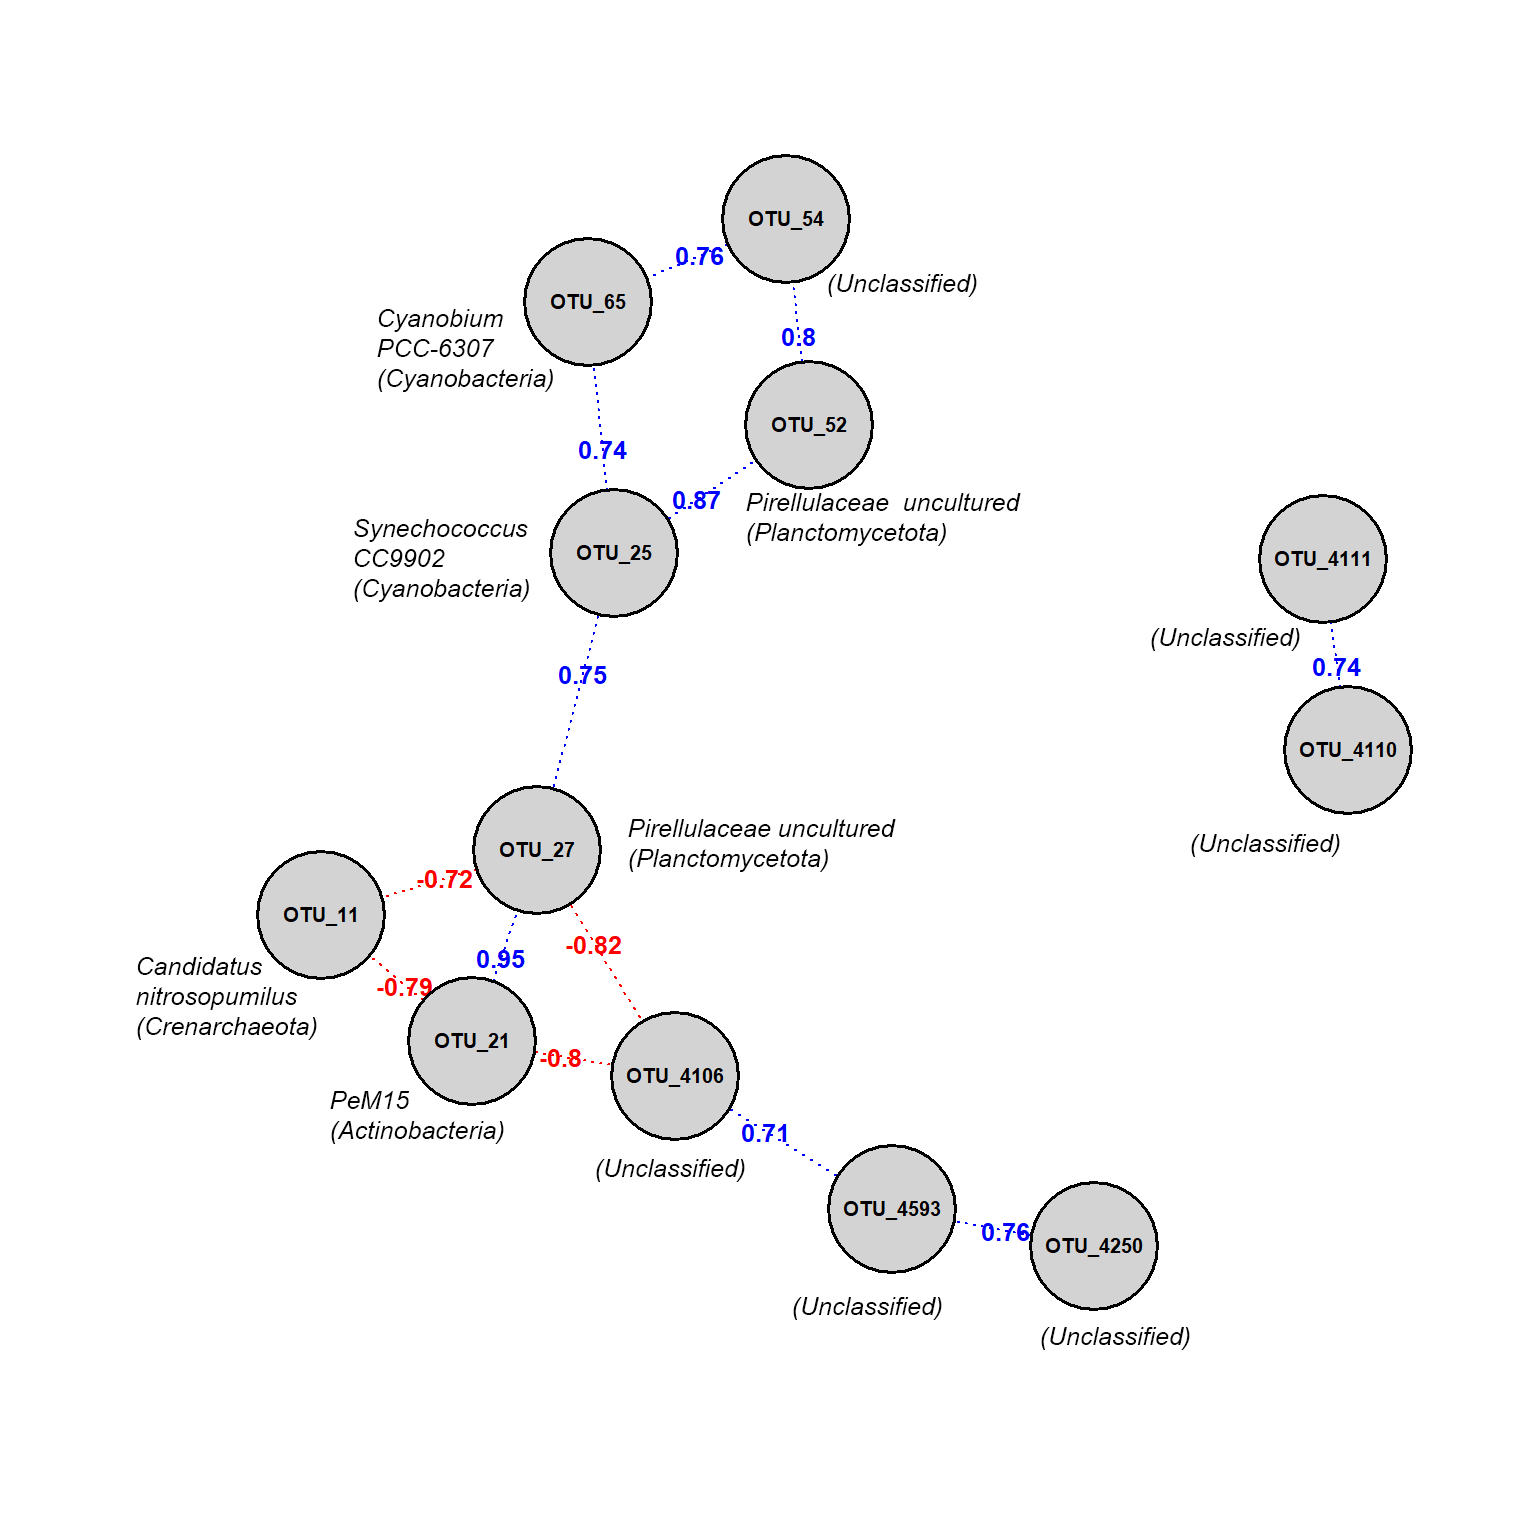 OTU_54
0.76
(Unclassified)
OTU_65
Cyanobium
PCC-6307
(Cyanobacteria)
0.8
OTU_52
0.74
0.87
Pirellulaceae  uncultured
(Planctomycetota)
Synechococcus
CC9902
(Cyanobacteria)
OTU_25
OTU_4111
(Unclassified)
0.74
OTU_4110
(Unclassified)
0.75
OTU_27
Pirellulaceae uncultured
(Planctomycetota)
-0.72
OTU_11
-0.82
0.95
Candidatus
nitrosopumilus
(Crenarchaeota)
-0.79
OTU_21
-0.8
OTU_4106
PeM15
(Actinobacteria)
0.71
(Unclassified)
OTU_4593
0.76
OTU_4250
(Unclassified)
(Unclassified)